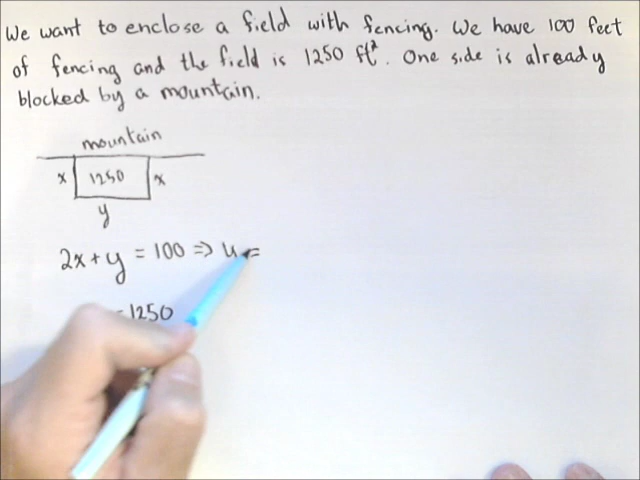 We want to enclose a field with fencing. We have 100 feet
of fencing and the field is 1250 ft². One side is already
blocked by a mountain.
mountain
x 1250 x
y
2x + y = 100 ⇒ y =
= 1250